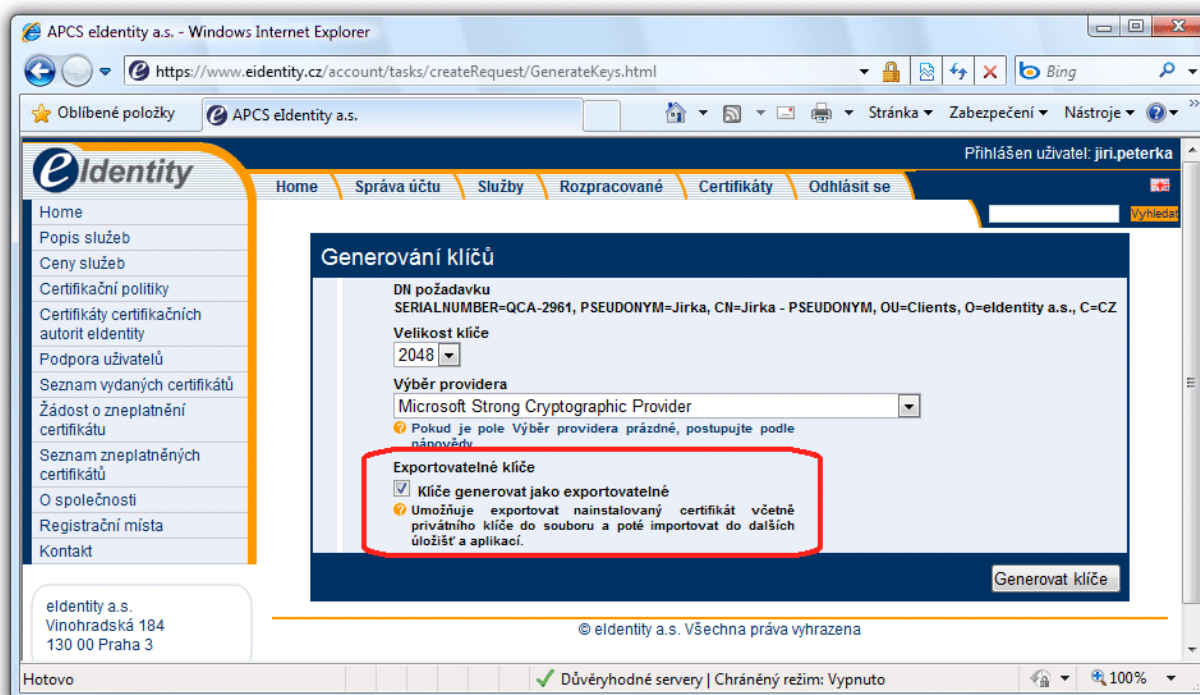 APCS eIdentity a.s. - Windows Internet Explorer
https://www.eidentity.cz/account/tasks/createRequest/GenerateKeys.html
Bing
Oblíbené položky
APCS eIdentity a.s.
Stránka
Zabezpečení
Nástroje
eIdentity
Přihlášen uživatel: jiri.peterka
Home Správa účtu Služby Rozpracované Certifikáty Odhlásit se
Vyhledat
Home
Popis služeb
Ceny služeb
Certifikační politiky
Certifikáty certifikačních
autorit eIdentity
Podpora uživatelů
Seznam vydaných certifikátů
Žádost o zneplatnění
certifikátu
Seznam zneplatněných
certifikátů
O společnosti
Registrační místa
Kontakt
eIdentity a.s.
Vinohradská 184
130 00 Praha 3
Generování klíčů
DN požadavku
SERIALNUMBER=QCA-2961, PSEUDONYM=Jirka, CN=Jirka - PSEUDONYM, OU=Clients, O=eIdentity a.s., C=CZ
Velikost klíče
2048
Výběr providera
Microsoft Strong Cryptographic Provider
Pokud je pole Výběr providera prázdné, postupujte podle
nápovědy
Exportovatelné klíče
Klíče generovat jako exportovatelné
Umožňuje exportovat nainstalovaný certifikát včetně
privátního klíče do souboru a poté importovat do dalších
úložišť a aplikací.
Generovat klíče
© eIdentity a.s. Všechna práva vyhrazena
Hotovo
Důvěryhodné servery | Chráněný režim: Vypnuto
100%